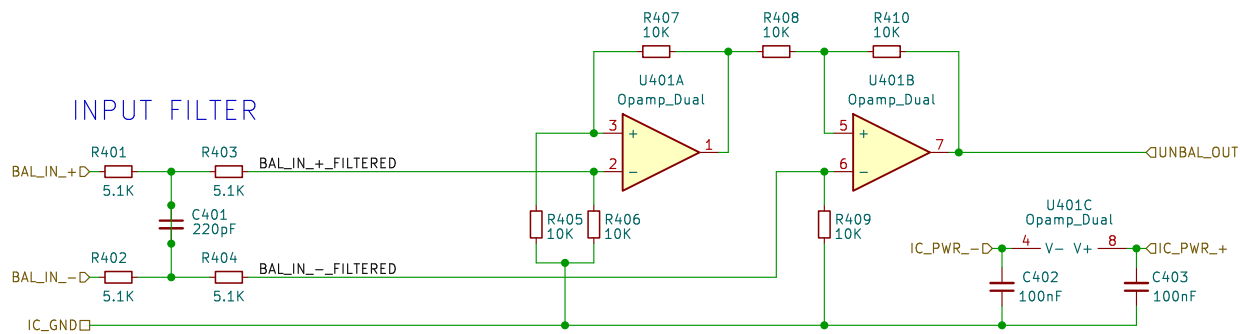 R407
10K
R408
10K
R410
10K
U401A
Opamp_Dual
U401B
Opamp_Dual
INPUT FILTER
3
+
1
2
−
5
+
7
6
−
R401
5.1K
R403
5.1K
BAL_IN_+
BAL_IN_+_FILTERED
UNBAL_OUT
C401
220pF
R405
10K
R406
10K
R409
10K
U401C
Opamp_Dual
IC_PWR_-
4
V−
V+
8
IC_PWR_+
R402
5.1K
R404
5.1K
BAL_IN_-
BAL_IN_-_FILTERED
C402
100nF
C403
100nF
IC_GND